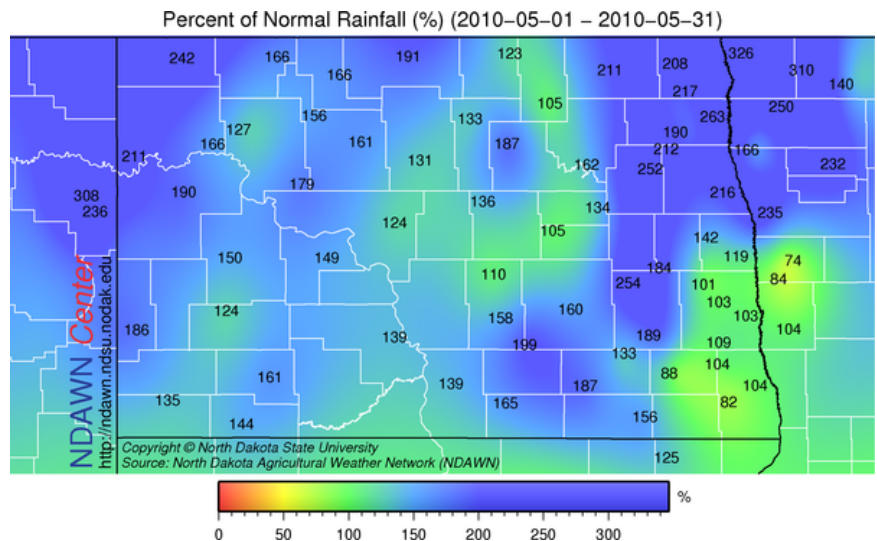 Percent of Normal Rainfall (%) (2010−05−01 − 2010−05−31)
242 166 191 123 211 208 326 310
166 217 140
156 133 105 263 250
127 161 187 190
211 166 131 162 252 212 166 232
308 190 179 136 134 216
236 124 105 235
150 149 142
110 184 119 74
254 101 84
186 124 158 160 103 103 104
139 199 189 109
133
161 139 187 88 104 104
135 165 82
144 156
125
NDAWN Center
http://ndawn.ndsu.nodak.edu
Copyright © North Dakota State University
Source: North Dakota Agricultural Weather Network (NDAWN)
%
0 50 100 150 200 250 300